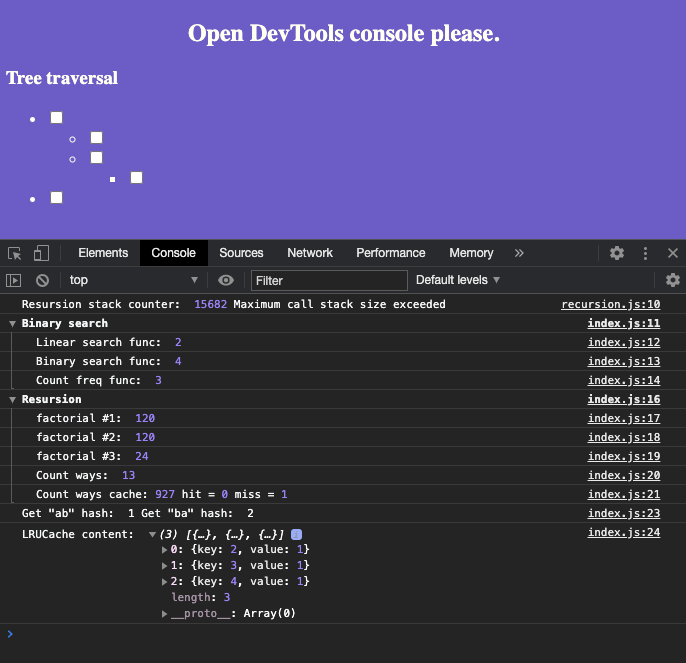 Open DevTools console please.
Tree traversal
Elements Console Sources Network Performance Memory »
top Filter Default levels
Resursion stack counter: 15682 Maximum call stack size exceeded recursion.js:10
Binary search index.js:11
Linear search func: 2 index.js:12
Binary search func: 4 index.js:13
Count freq func: 3 index.js:14
Resursion index.js:16
factorial #1: 120 index.js:17
factorial #2: 120 index.js:18
factorial #3: 24 index.js:19
Count ways: 13 index.js:20
Count ways cache: 927 hit = 0 miss = 1 index.js:21
Get "ab" hash: 1 Get "ba" hash: 2 index.js:23
LRUCache content: (3) [{…}, {…}, {…}] i index.js:24
0: {key: 2, value: 1}
1: {key: 3, value: 1}
2: {key: 4, value: 1}
length: 3
__proto__: Array(0)